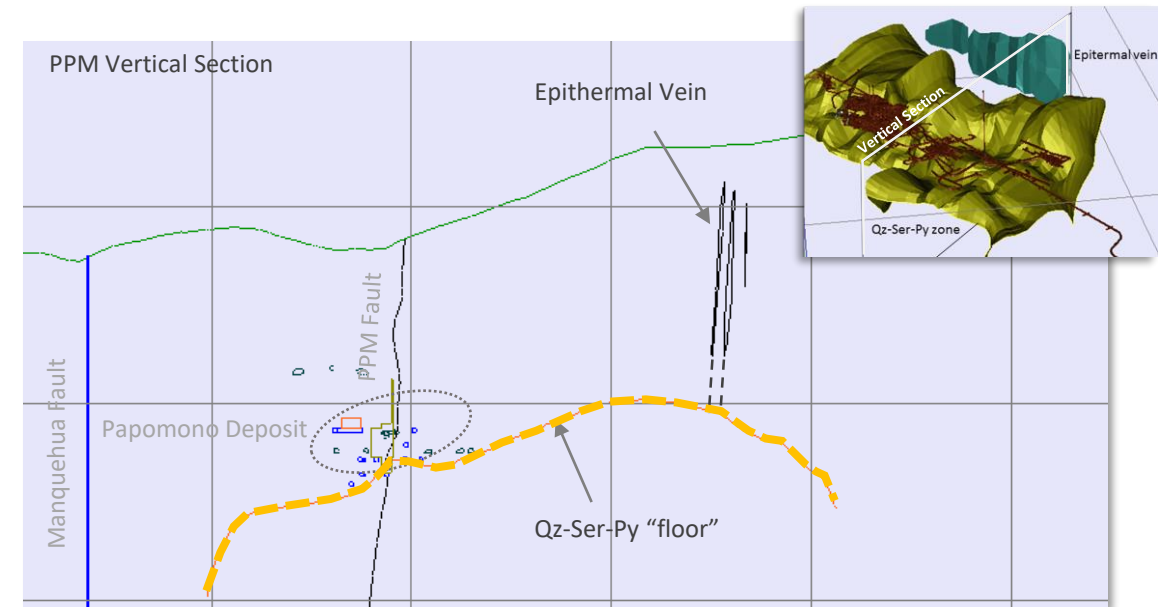 PPM Vertical Section
Epithermal Vein
Epitermal vein
Vertical Section
Qz-Ser-Py zone
PPM Fault
Manquehua Fault
Papomono Deposit
Qz-Ser-Py “floor”